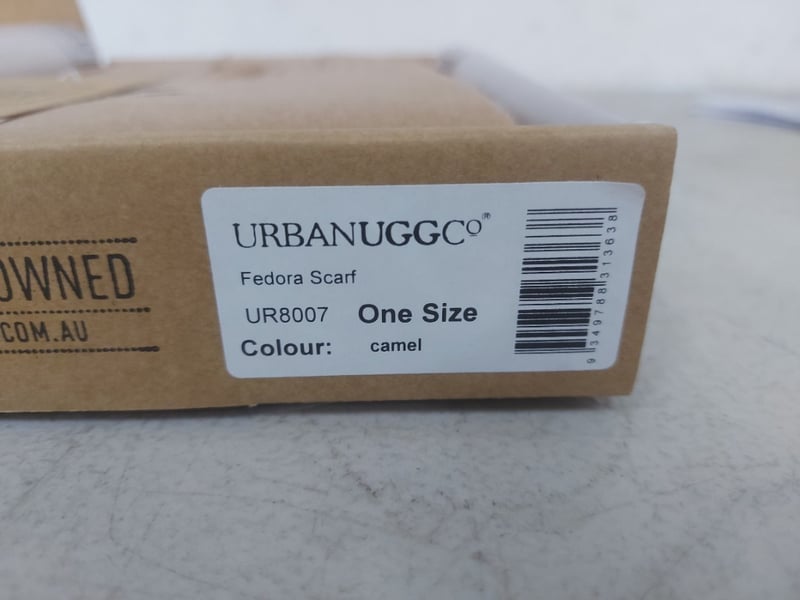 OWNED
COM.AU
URBANUGGCO®
Fedora Scarf
UR8007 One Size
Colour: camel
9349788313638